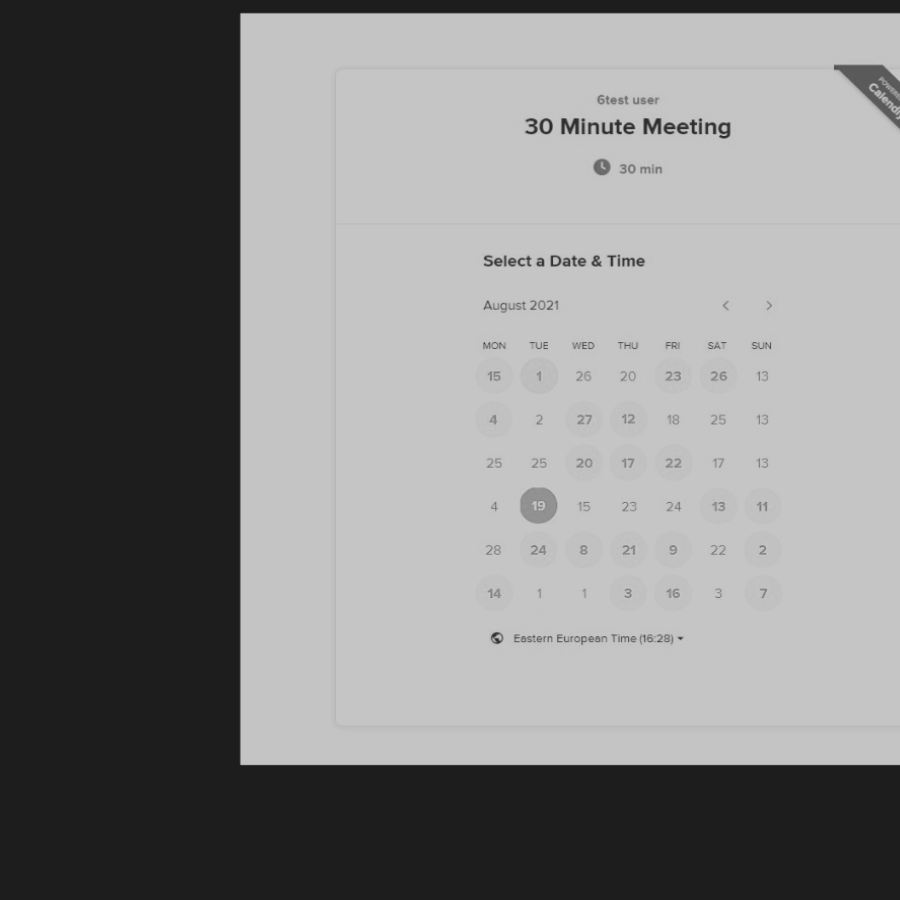 POWERED
Calendly
6test user
30 Minute Meeting
30 min
Select a Date & Time
August 2021
MON TUE WED THU FRI SAT SUN
15 1 26 20 23 26 13
4 2 27 12 18 25 13
25 25 20 17 22 17 13
4 19 15 23 24 13 11
28 24 8 21 9 22 2
14 1 1 3 16 3 7
Eastern European Time (16:28)